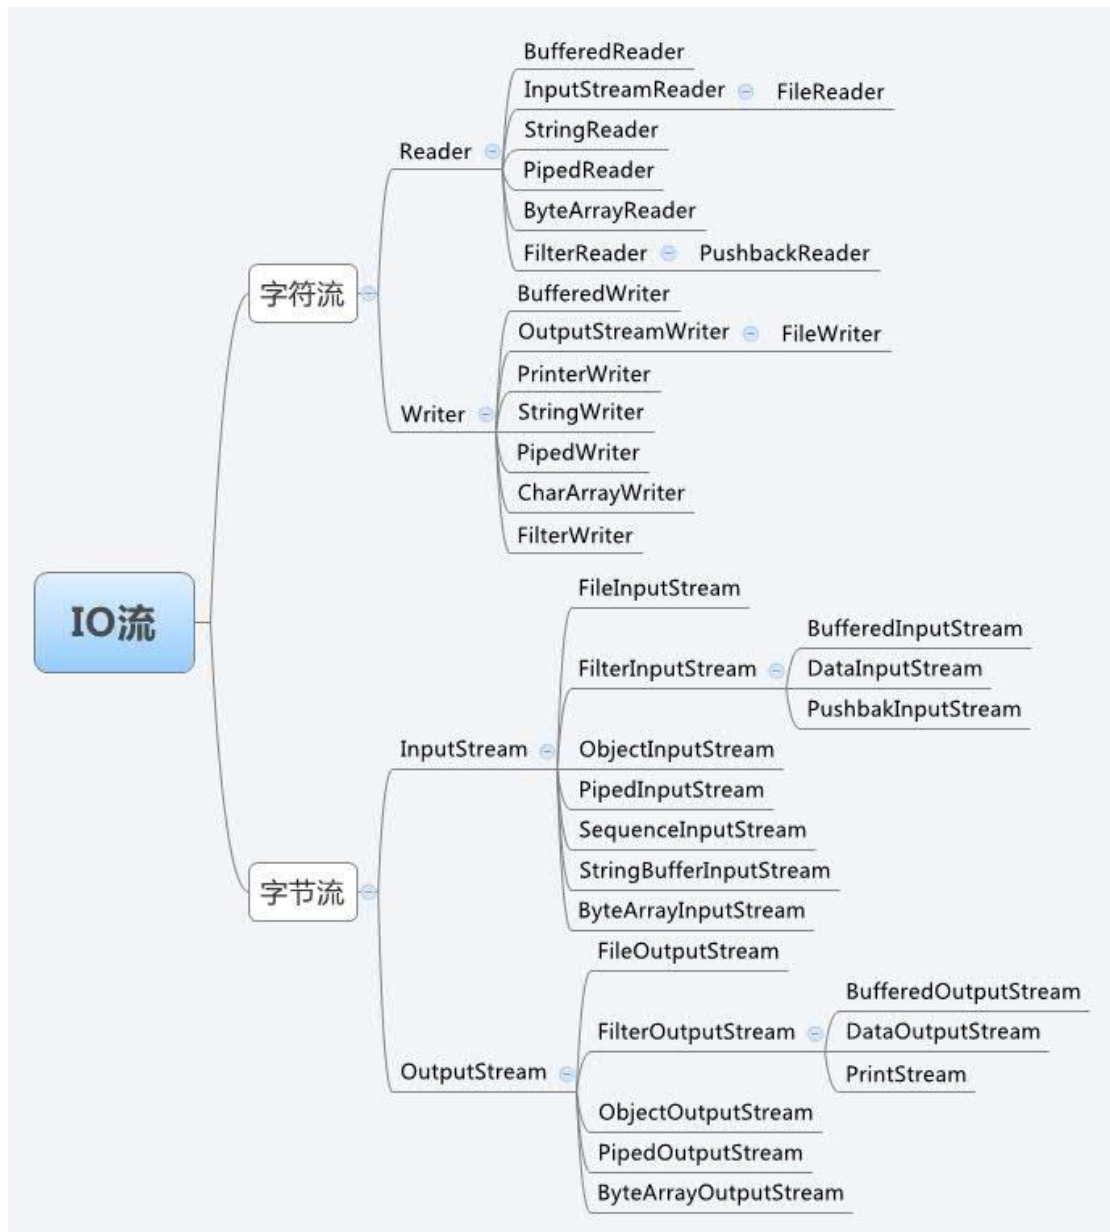 IO流
字符流
Reader
BufferedReader
InputStreamReader
FileReader
StringReader
PipedReader
ByteArrayReader
FilterReader
PushbackReader
Writer
BufferedWriter
OutputStreamWriter
FileWriter
PrinterWriter
StringWriter
PipedWriter
CharArrayWriter
FilterWriter
字节流
InputStream
FileInputStream
FilterInputStream
BufferedInputStream
DataInputStream
PushbakInputStream
ObjectInputStream
PipedInputStream
SequenceInputStream
StringBufferInputStream
ByteArrayInputStream
OutputStream
FileOutputStream
FilterOutputStream
BufferedOutputStream
DataOutputStream
PrintStream
ObjectOutputStream
PipedOutputStream
ByteArrayOutputStream